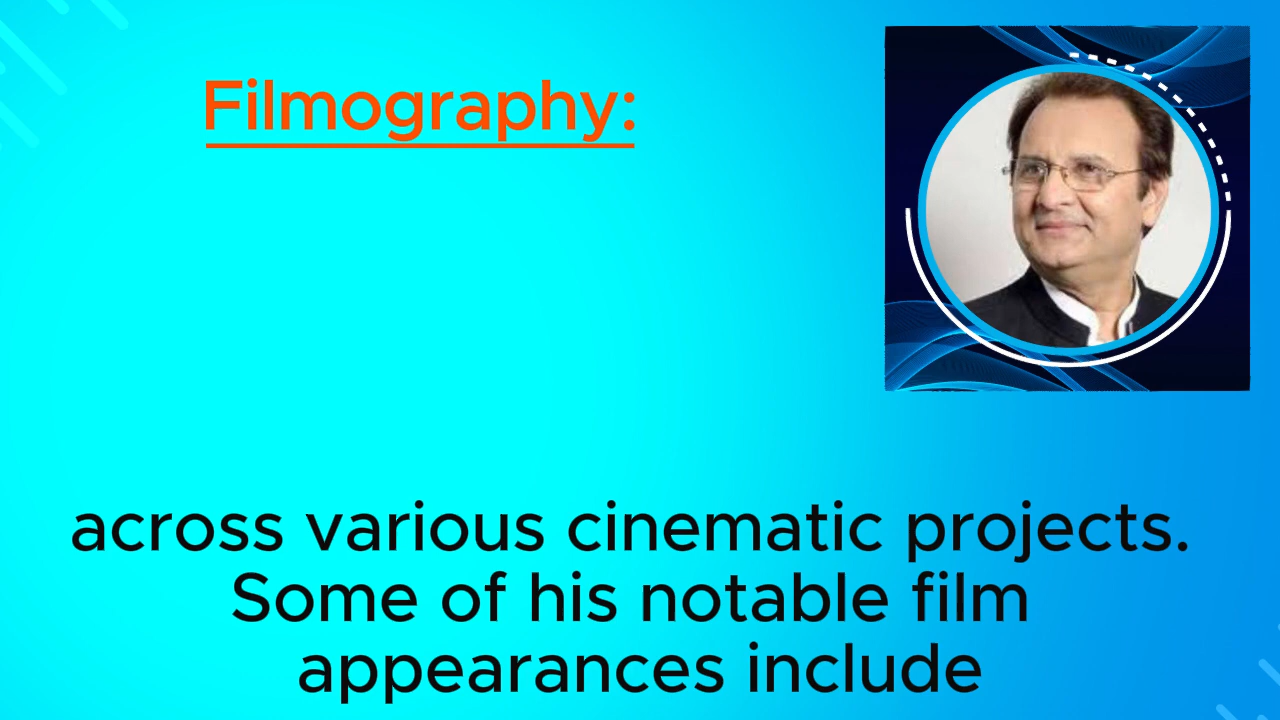 Filmography:
across various cinematic projects.
Some of his notable film
appearances include